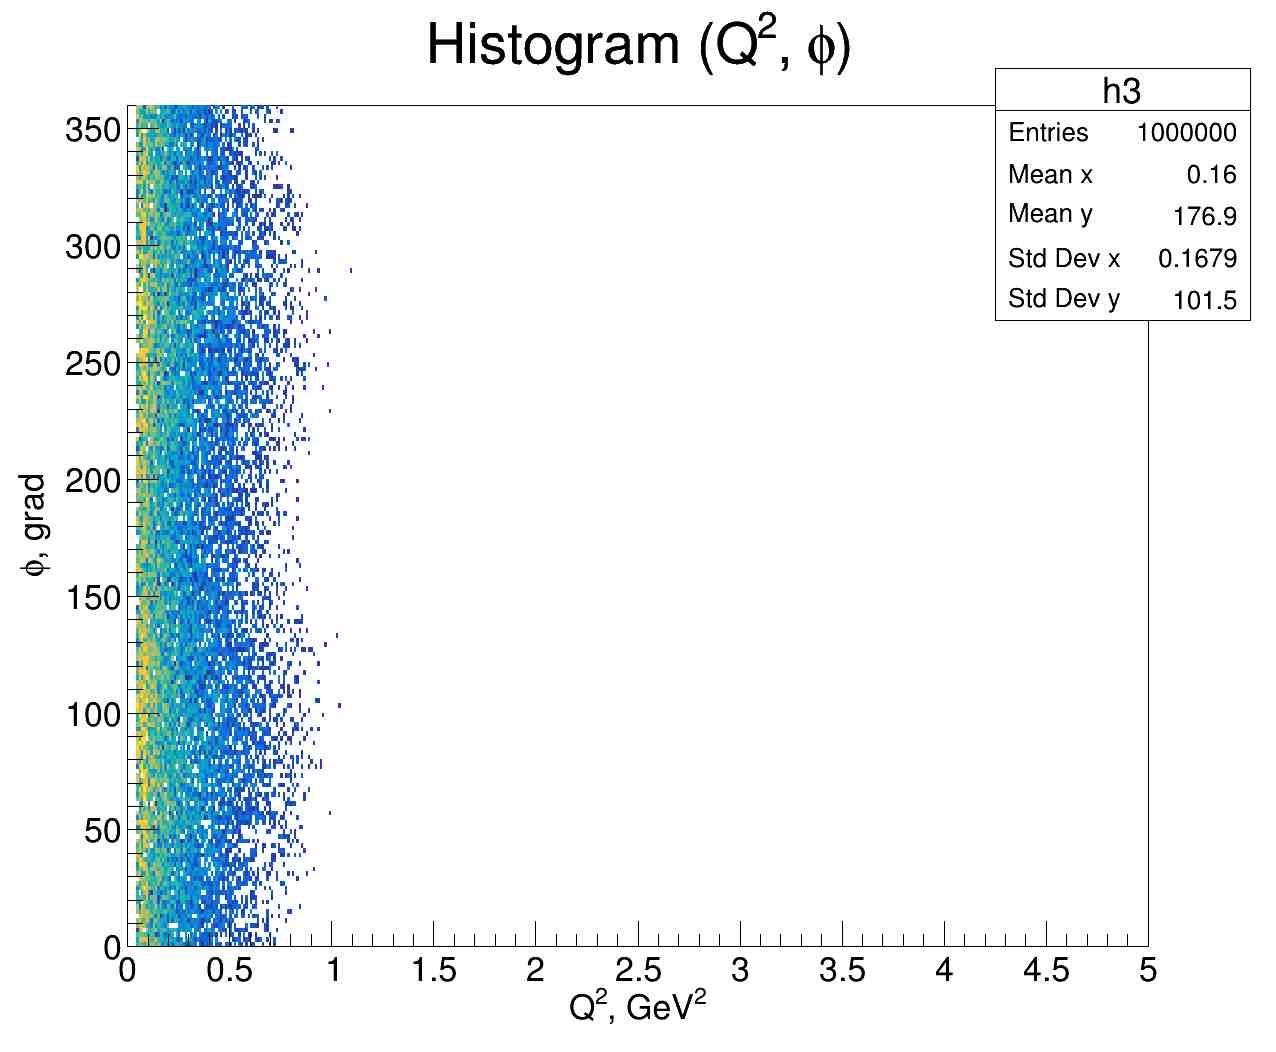 Histogram (Q², ϕ)
h3
Entries 1000000
Mean x 0.16
Mean y 176.9
Std Dev x 0.1679
Std Dev y 101.5
350
300
250
200
150
100
50
0
ϕ, grad
0 0.5 1 1.5 2 2.5 3 3.5 4 4.5 5
Q², GeV²